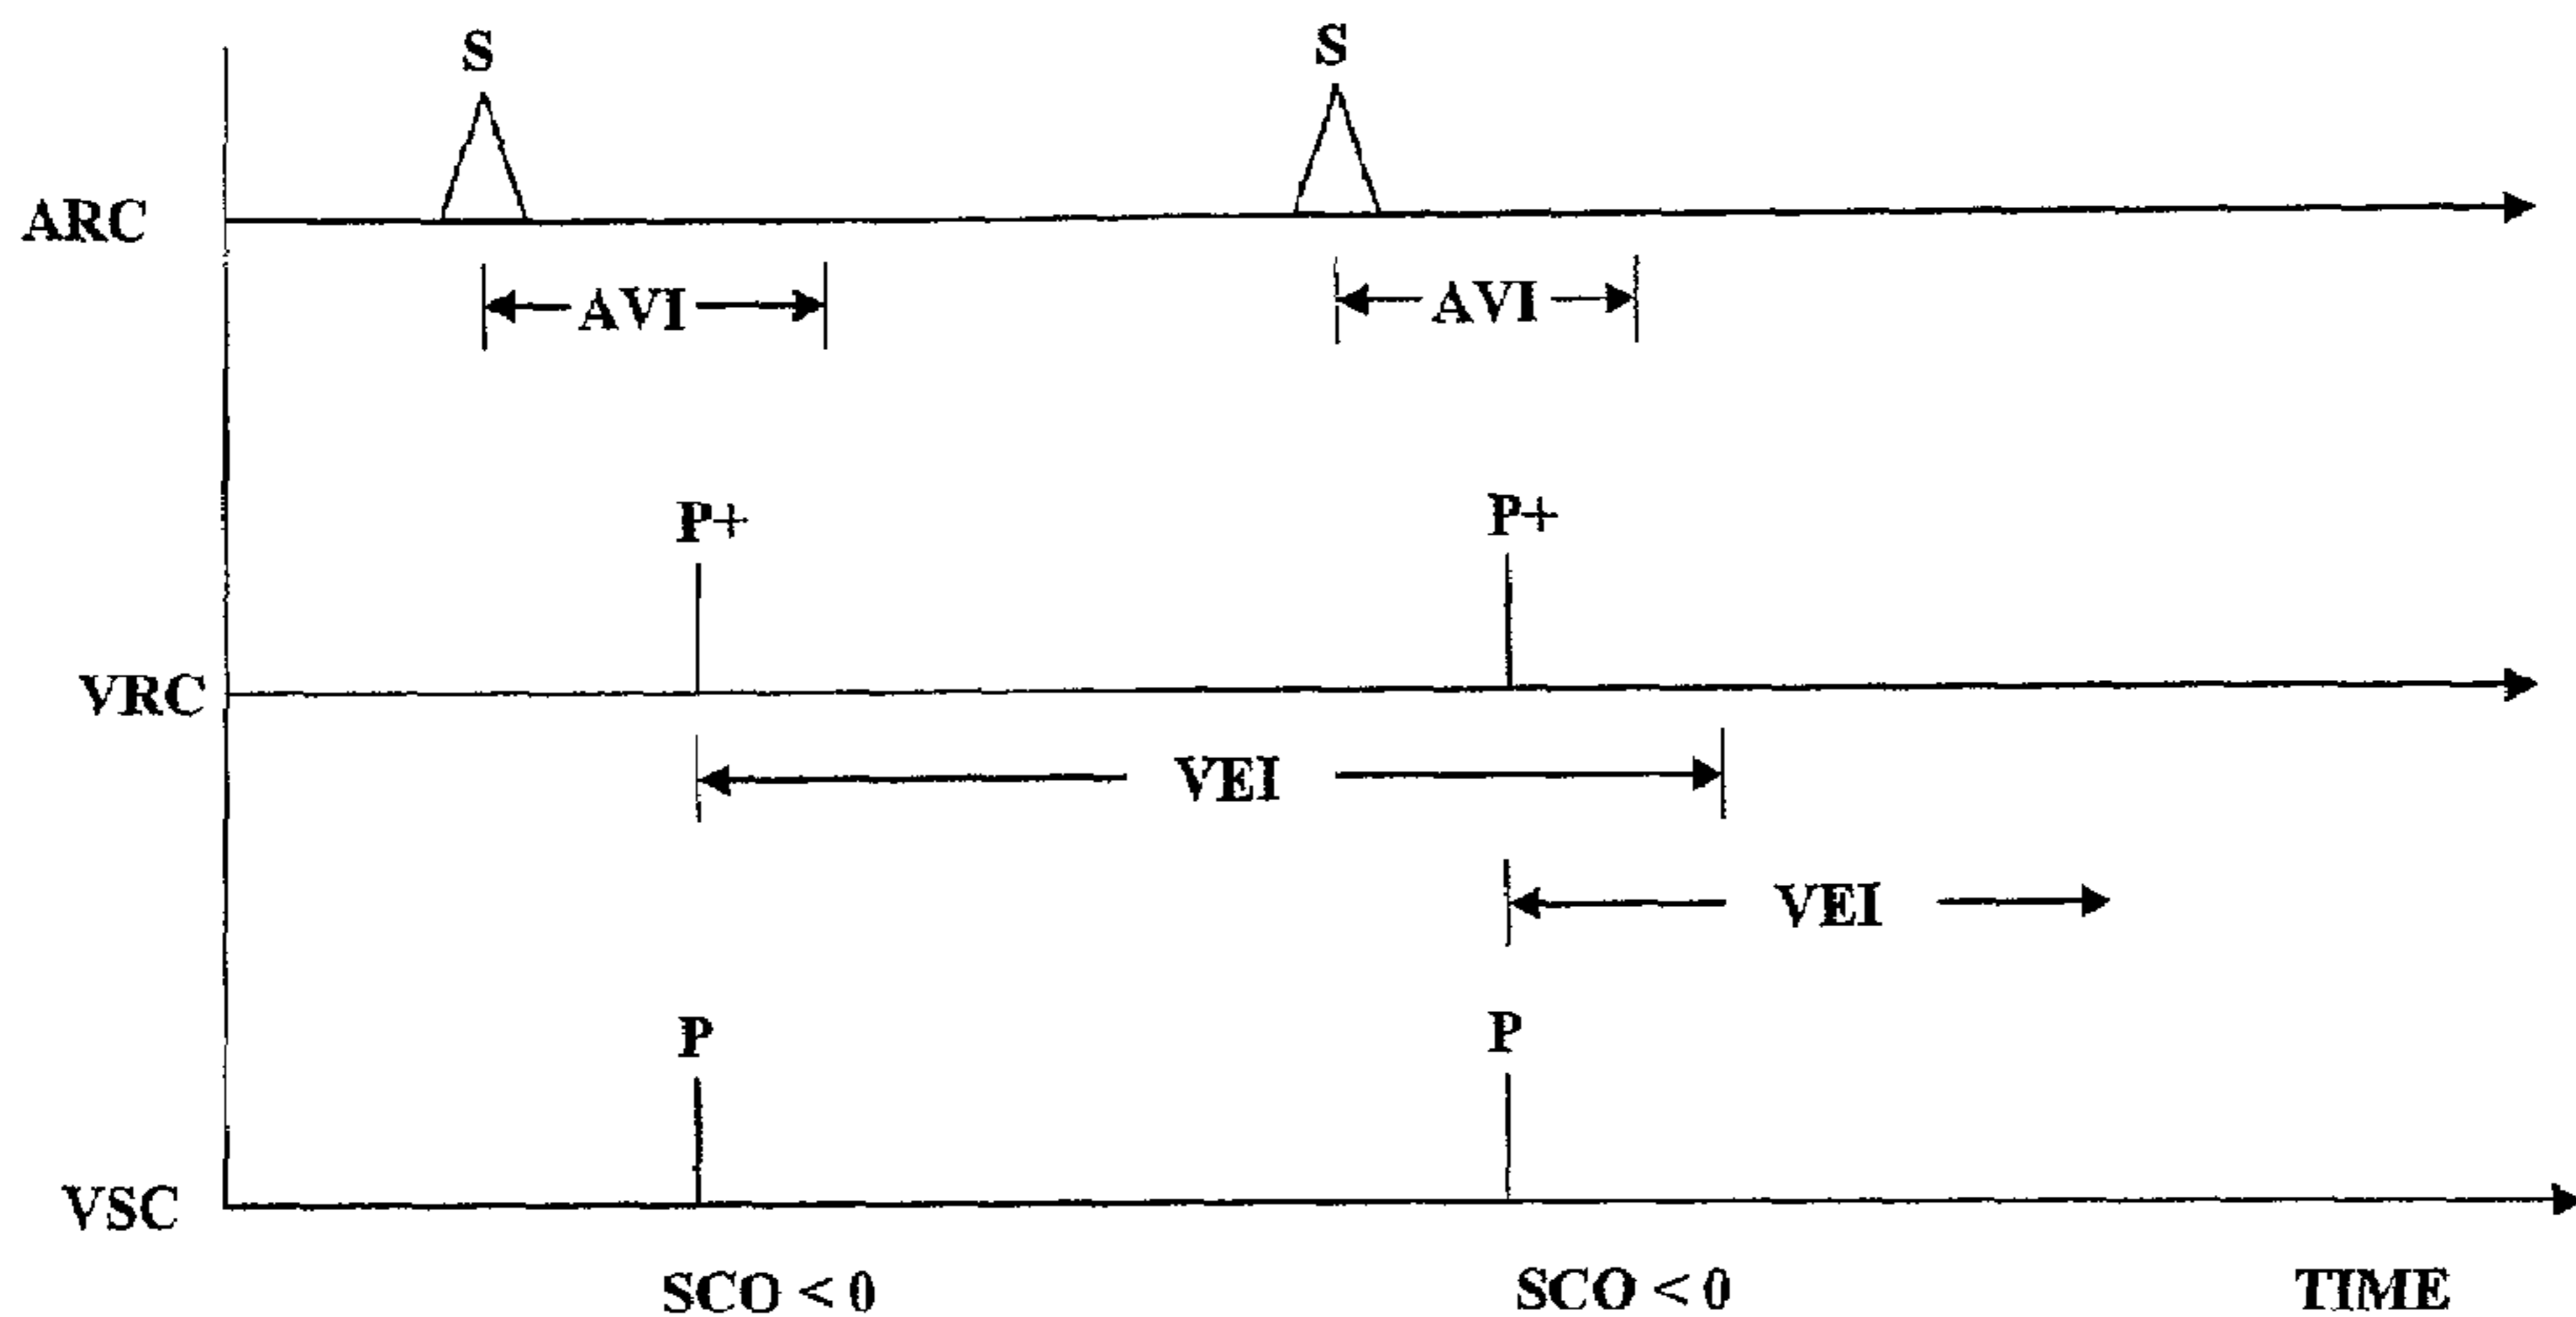 S S
ARC
AVI AVI
P+ P+
VRC
VEI
VEI
P P
VSC
SCO < 0 SCO < 0 TIME